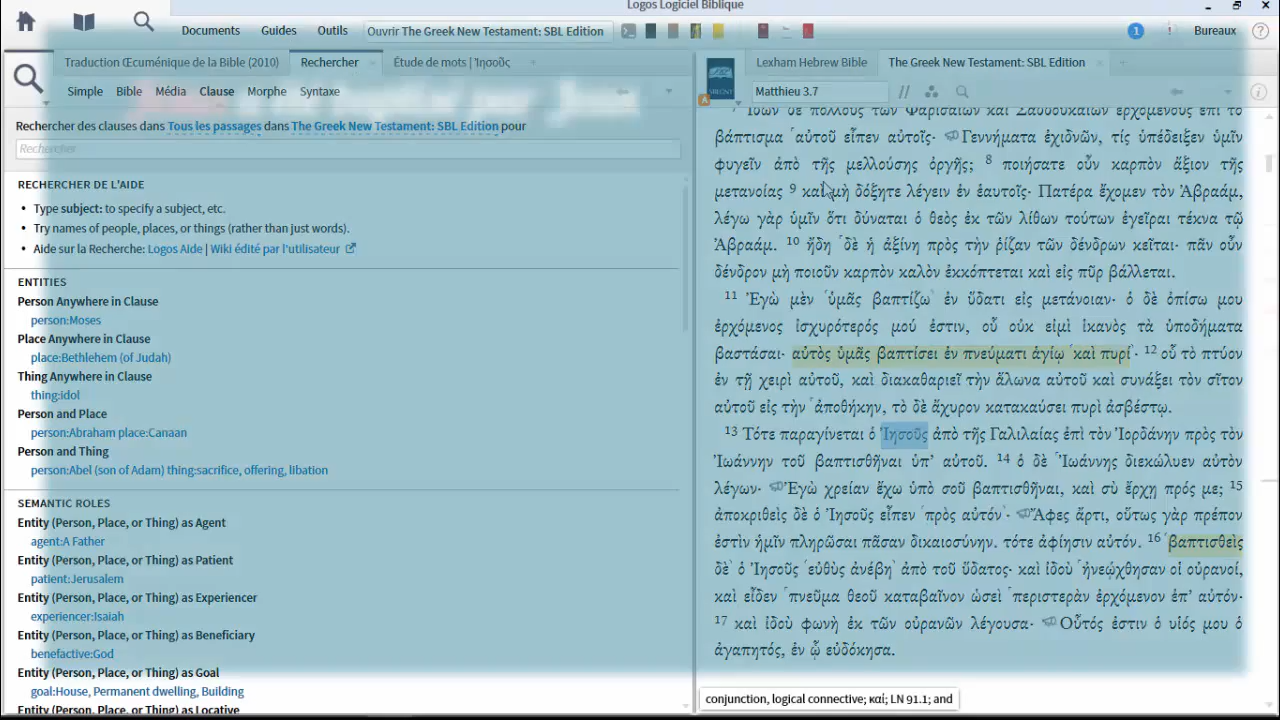 Logos Logiciel Biblique
Documents Guides Outils Ouvrir The Greek New Testament: SBL Edition 1 Bureaux
Traduction Œcuménique de la Bible (2010) Rechercher Étude de mots | Ἰησοῦς
Simple Bible Média Clause Morphe Syntaxe
Rechercher des clauses dans Tous les passages dans The Greek New Testament: SBL Edition pour
Rechercher
RECHERCHER DE L'AIDE
• Type subject: to specify a subject, etc.
• Try names of people, places, or things (rather than just words).
• Aide sur la Recherche: Logos Aide | Wiki édité par l'utilisateur
ENTITIES
Person Anywhere in Clause
person:Moses
Place Anywhere in Clause
place:Bethlehem (of Judah)
Thing Anywhere in Clause
thing:idol
Person and Place
person:Abraham place:Canaan
Person and Thing
person:Abel (son of Adam) thing:sacrifice, offering, libation
SEMANTIC ROLES
Entity (Person, Place, or Thing) as Agent
agent:A Father
Entity (Person, Place, or Thing) as Patient
patient:Jerusalem
Entity (Person, Place, or Thing) as Experiencer
experiencer:Isaiah
Entity (Person, Place, or Thing) as Beneficiary
benefactive:God
Entity (Person, Place, or Thing) as Goal
goal:House, Permanent dwelling, Building
Entity (Person, Place, or Thing) as Locative
Lexham Hebrew Bible The Greek New Testament: SBL Edition
Matthieu 3.7
Ἰδὼν δὲ πολλοὺς τῶν Φαρισαίων καὶ Σαδδουκαίων ἐρχομένους ἐπὶ τὸ
βάπτισμα ⸀αὐτοῦ εἶπεν αὐτοῖς· Γεννήματα ἐχιδνῶν, τίς ὑπέδειξεν ὑμῖν
φυγεῖν ἀπὸ τῆς μελλούσης ὀργῆς; 8 ποιήσατε οὖν καρπὸν ἄξιον τῆς
μετανοίας 9 καὶ μὴ δόξητε λέγειν ἐν ἑαυτοῖς· Πατέρα ἔχομεν τὸν Ἀβραάμ,
λέγω γὰρ ὑμῖν ὅτι δύναται ὁ θεὸς ἐκ τῶν λίθων τούτων ἐγεῖραι τέκνα τῷ
Ἀβραάμ. 10 ἤδη ⸀δὲ ἡ ἀξίνη πρὸς τὴν ῥίζαν τῶν δένδρων κεῖται· πᾶν οὖν
δένδρον μὴ ποιοῦν καρπὸν καλὸν ἐκκόπτεται καὶ εἰς πῦρ βάλλεται.
11 Ἐγὼ μὲν ⸂ὑμᾶς βαπτίζω⸃ ἐν ὕδατι εἰς μετάνοιαν· ὁ δὲ ὀπίσω μου
ἐρχόμενος ἰσχυρότερός μού ἐστιν, οὗ οὐκ εἰμὶ ἱκανὸς τὰ ὑποδήματα
βαστάσαι· αὐτὸς ὑμᾶς βαπτίσει ἐν πνεύματι ἁγίῳ ⸂καὶ πυρί⸃· 12 οὗ τὸ πτύον
ἐν τῇ χειρὶ αὐτοῦ, καὶ διακαθαριεῖ τὴν ἅλωνα αὐτοῦ καὶ συνάξει τὸν σῖτον
αὐτοῦ εἰς τὴν ⸀ἀποθήκην, τὸ δὲ ἄχυρον κατακαύσει πυρὶ ἀσβέστῳ.
13 Τότε παραγίνεται ὁ Ἰησοῦς ἀπὸ τῆς Γαλιλαίας ἐπὶ τὸν Ἰορδάνην πρὸς τὸν
Ἰωάννην τοῦ βαπτισθῆναι ὑπ' αὐτοῦ. 14 ὁ δὲ ⸀Ἰωάννης διεκώλυεν αὐτὸν
λέγων· Ἐγὼ χρείαν ἔχω ὑπὸ σοῦ βαπτισθῆναι, καὶ σὺ ἔρχῃ πρός με; 15
ἀποκριθεὶς δὲ ὁ Ἰησοῦς εἶπεν ⸂πρὸς αὐτόν⸃· Ἄφες ἄρτι, οὕτως γὰρ πρέπον
ἐστὶν ἡμῖν πληρῶσαι πᾶσαν δικαιοσύνην. τότε ἀφίησιν αὐτόν. 16 ⸂βαπτισθεὶς
δὲ⸃ ὁ Ἰησοῦς ⸂εὐθὺς ἀνέβη⸃ ἀπὸ τοῦ ὕδατος· καὶ ἰδοὺ ⸀ἠνεῴχθησαν οἱ οὐρανοί,
καὶ εἶδεν ⸂πνεῦμα θεοῦ καταβαῖνον ὡσεὶ ⸀περιστερὰν ἐρχόμενον ἐπ' αὐτόν·
17 καὶ ἰδοὺ φωνὴ ἐκ τῶν οὐρανῶν λέγουσα· Οὗτός ἐστιν ὁ υἱός μου ὁ
ἀγαπητός, ἐν ᾧ εὐδόκησα.
conjunction, logical connective; καί; LN 91.1; and